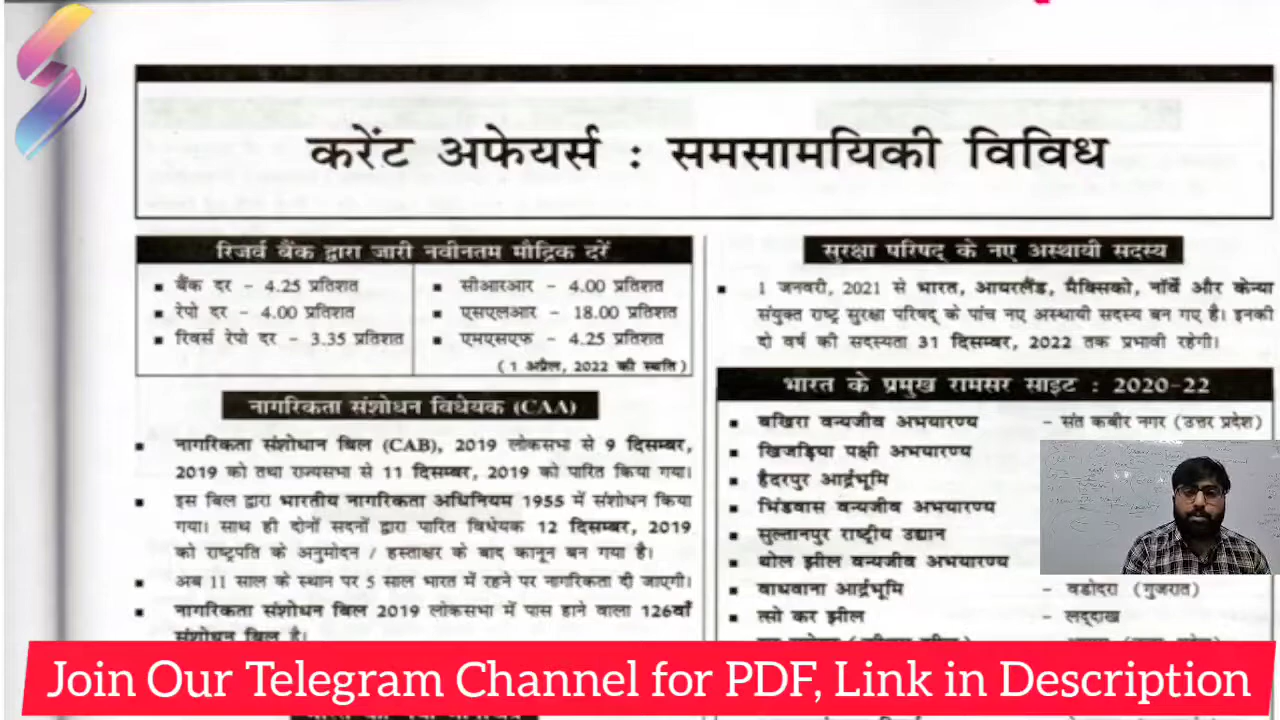 करेंट अफेयर्स : समसामयिकी विविध
रिजर्व बैंक द्वारा जारी नवीनतम मौद्रिक दरें
▪ बैंक दर - 4.25 प्रतिशत
▪ रेपो दर - 4.00 प्रतिशत
▪ रिवर्स रेपो दर - 3.35 प्रतिशत
▪ सीआरआर - 4.00 प्रतिशत
▪ एसएलआर - 18.00 प्रतिशत
▪ एमएसएफ - 4.25 प्रतिशत
(1 अप्रैल, 2022 की स्थति)
नागरिकता संशोधन विधेयक (CAA)
▪ नागरिकता संशोधान बिल (CAB), 2019 लोकसभा से 9 दिसम्बर,
2019 को तथा राज्यसभा से 11 दिसम्बर, 2019 को पारित किया गया।
▪ इस बिल द्वारा भारतीय नागरिकता अधिनियम 1955 में संशोधन किया
गया। साथ ही दोनों सदनों द्वारा पारित विधेयक 12 दिसम्बर, 2019
को राष्ट्रपति के अनुमोदन / हस्ताक्षर के बाद कानून बन गया है।
▪ अब 11 साल के स्थान पर 5 साल भारत में रहने पर नागरिकता दी जाएगी।
▪ नागरिकता संशोधन बिल 2019 लोकसभा में पास हाने वाला 126वाँ
संशोधन बिल है।
सुरक्षा परिषद् के नए अस्थायी सदस्य
▪ 1 जनवरी, 2021 से भारत, आयरलैंड, मैक्सिको, नॉर्वे और केन्या
संयुक्त राष्ट्र सुरक्षा परिषद् के पांच नए अस्थायी सदस्य बन गए है। इनकी
दो वर्ष की सदस्यता 31 दिसम्बर, 2022 तक प्रभावी रहेगी।
भारत के प्रमुख रामसर साइट : 2020-22
▪ बखिरा वन्यजीव अभयारण्य - संत कबीर नगर (उत्तर प्रदेश)
▪ खिजड़िया पक्षी अभयारण्य
▪ हैदरपुर आर्द्रभूमि
▪ भिंडवास वन्यजीव अभयारण्य
▪ सुल्तानपुर राष्ट्रीय उद्यान
▪ थोल झील वन्यजीव अभयारण्य
▪ वाधवाना आर्द्रभूमि - वडोदरा (गुजरात)
▪ त्सो कर झील - लद्दाख
Join Our Telegram Channel for PDF, Link in Description